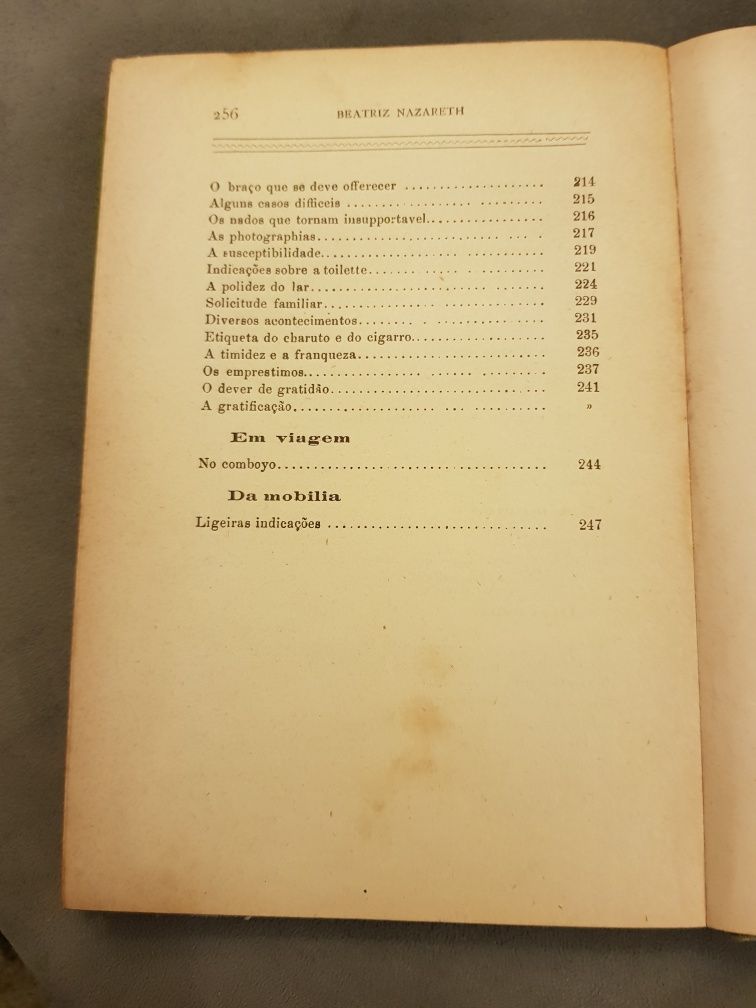 256 BEATRIZ NAZARETH
O braço que se deve offerecer .................... 214
Alguns casos difficeis .................... 215
Os nados que tornam insupportavel.................. 216
As photographias.......................... 217
A susceptibilidade.......................... 219
Indicações sobre a toilette.................... 221
A polidez do lar.......................... 224
Solicitude familiar.......................... 229
Diversos acontecimentos.................... 231
Etiqueta do charuto e do cigarro.................. 235
A timidez e a franqueza.......................... 236
Os emprestimos.......................... 237
O dever de gratidão.......................... 241
A gratificação.......................... »
Em viagem
No comboyo.............................. 244
Da mobilia
Ligeiras indicações .............................. 247